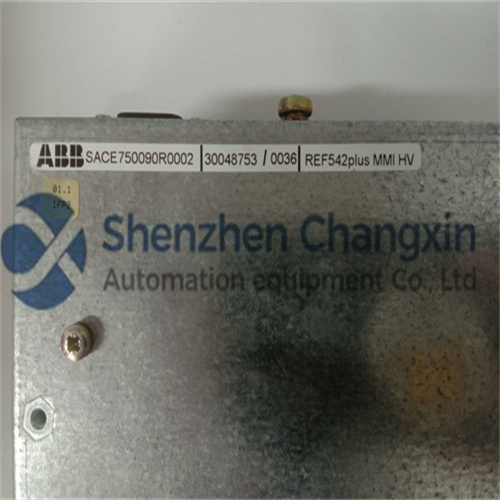 ABB SACE750090R0002 30048753 / 0036 REF542plus MMI HV
01.1
Shenzhen Changxin
Automation equipment Co., Ltd